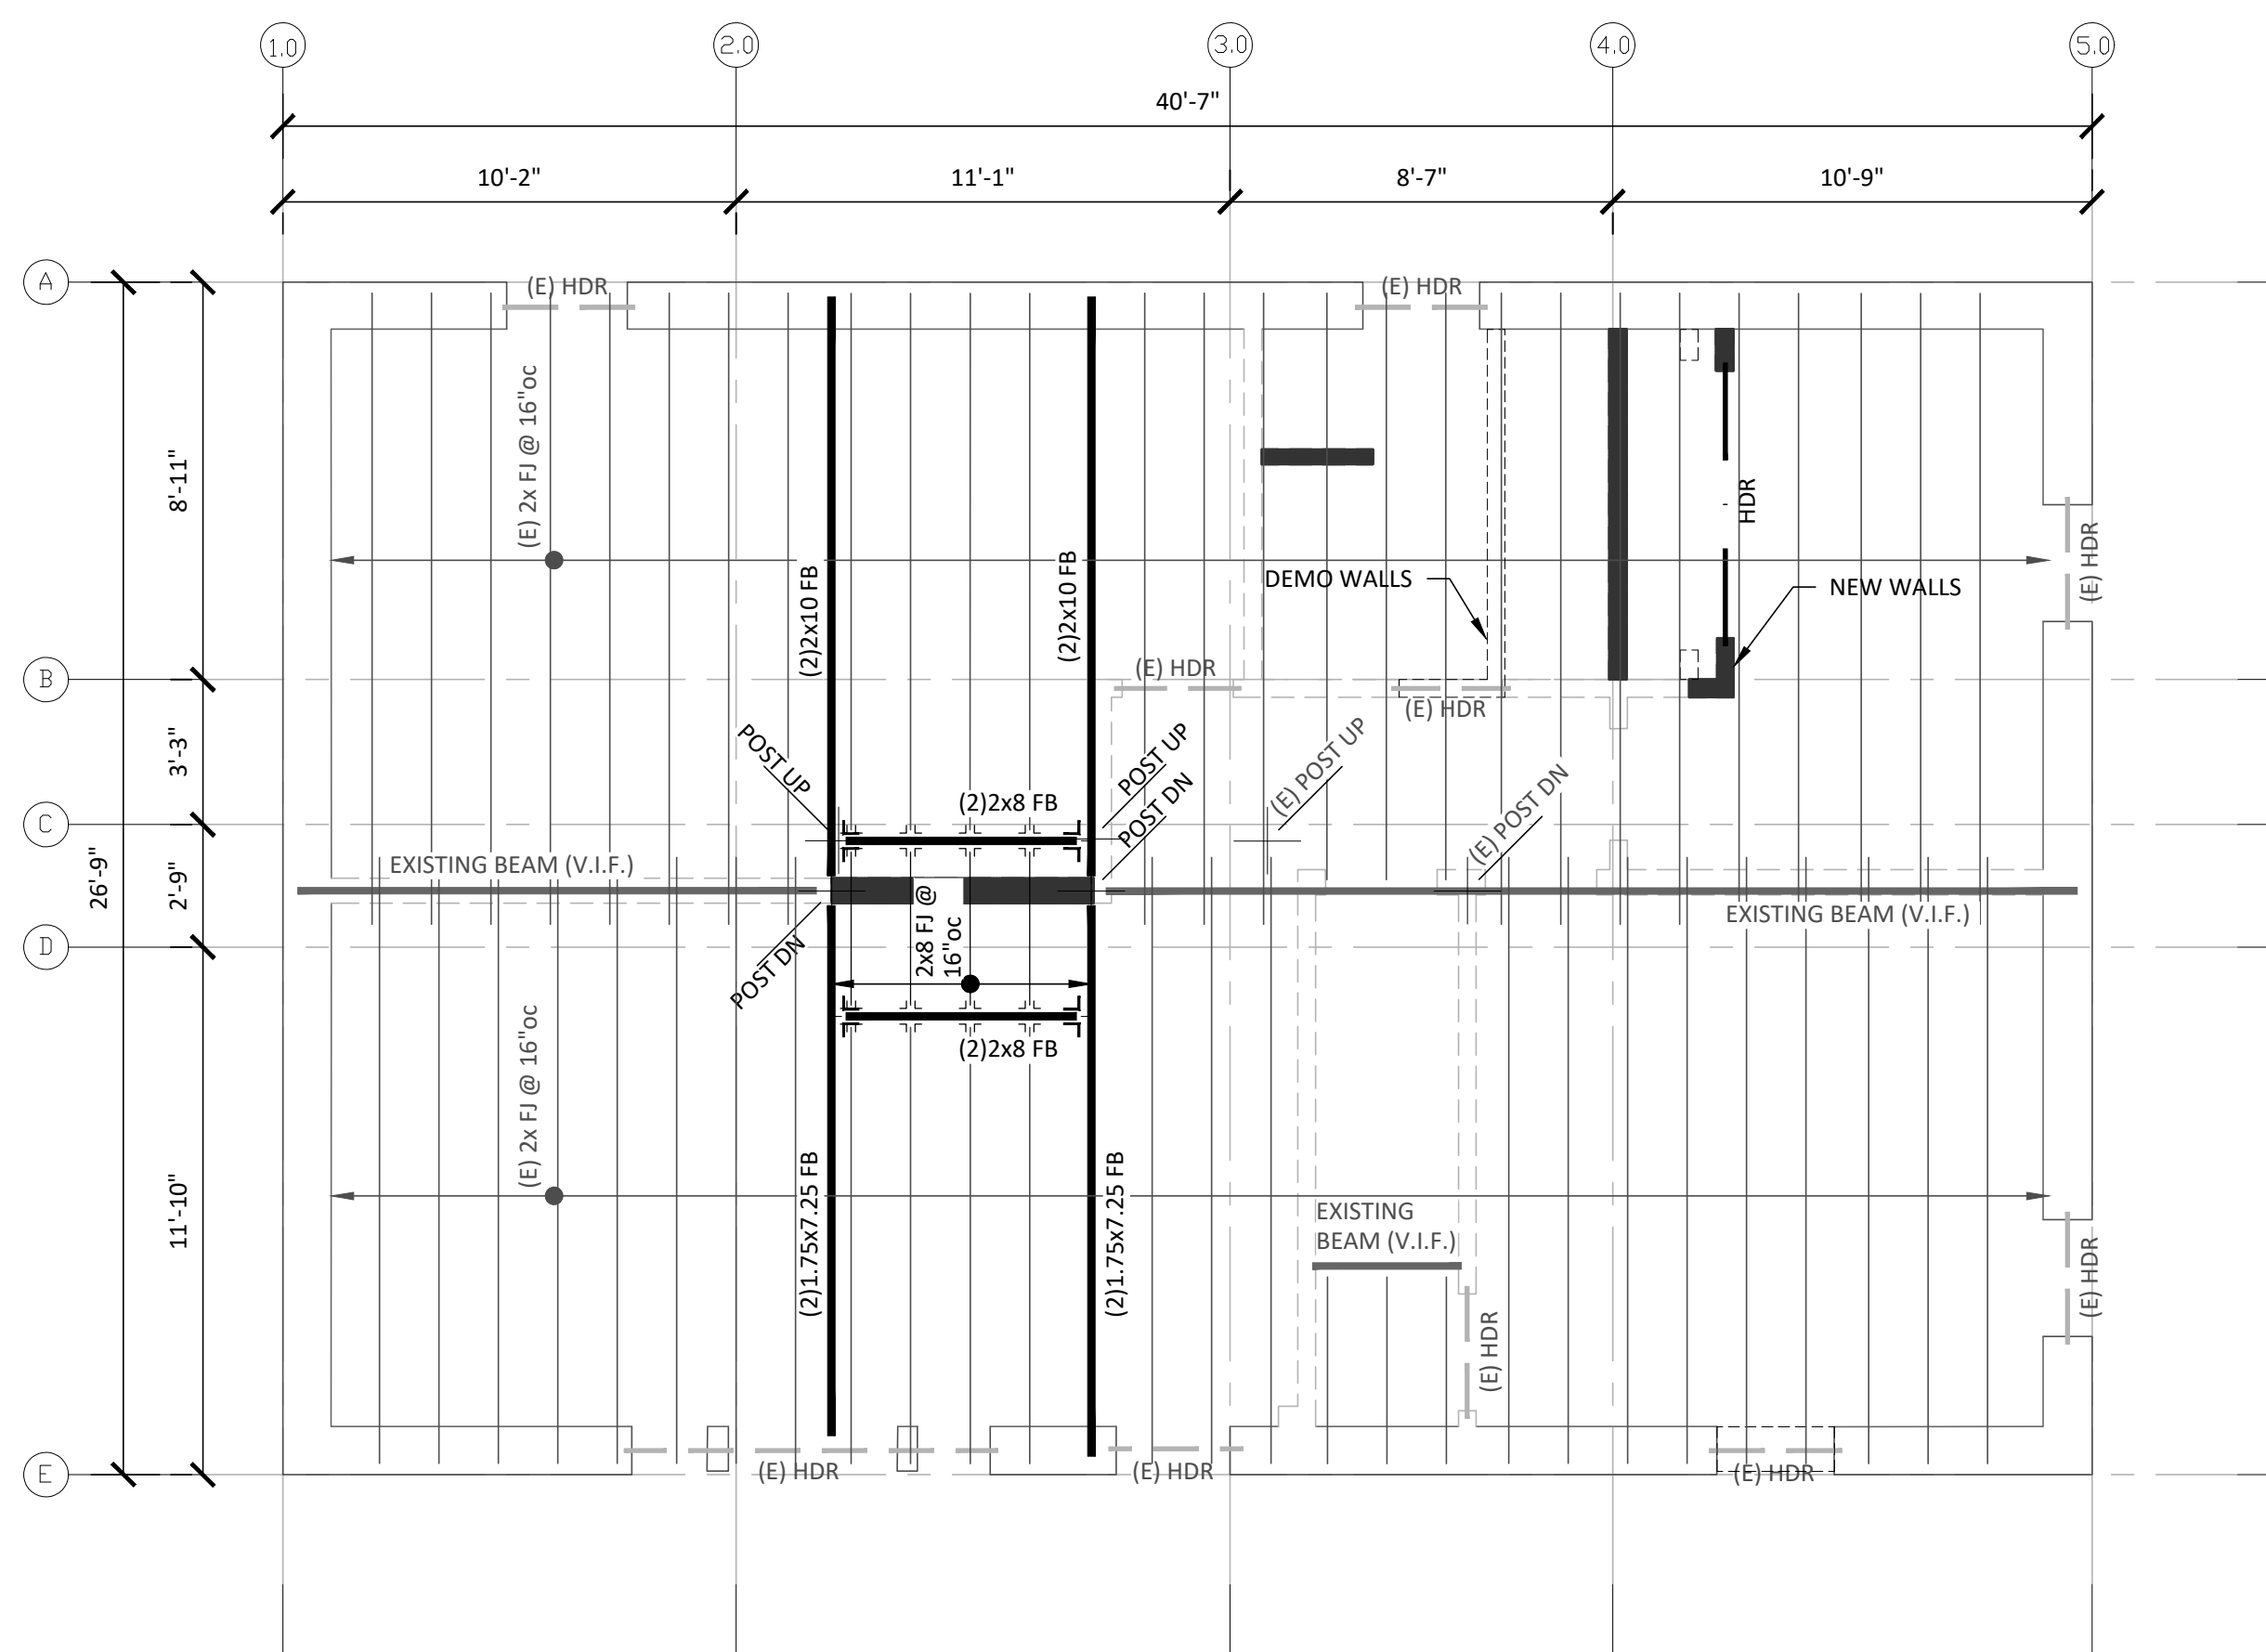 1.0
2.0
3.0
4.0
5.0
40'-7"
10'-2"
11'-1"
8'-7"
10'-9"
A
(E) HDR
(E) HDR
(E) 2x FJ @ 16"oc
8'-11"
HDR
(E) HDR
(2)2x10 FB
(2)2x10 FB
DEMO WALLS
NEW WALLS
B
(E) HDR
(E) HDR
3'-3"
POST UP
POST UP
(E) POST UP
POST DN
(E) POST DN
C
(2)2x8 FB
EXISTING BEAM (V.I.F.)
26'-9"
2'-9"
EXISTING BEAM (V.I.F.)
2x8 FJ @
16"oc
D
POST DN
(2)2x8 FB
(E) 2x FJ @ 16"oc
11'-10"
(2)1.75x7.25 FB
(2)1.75x7.25 FB
EXISTING
BEAM (V.I.F.)
(E) HDR
(E) HDR
E
(E) HDR
(E) HDR
(E) HDR